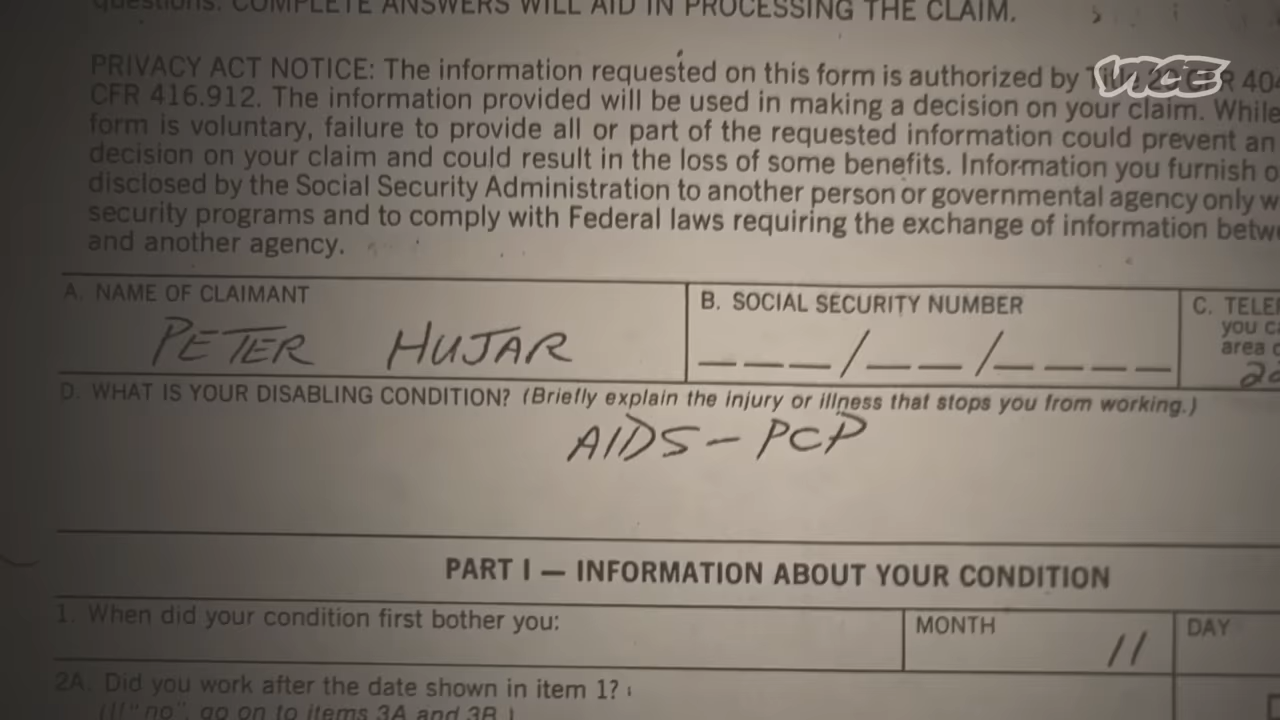 questions. COMPLETE ANSWERS WILL AID IN PROCESSING THE CLAIM.
VICE
PRIVACY ACT NOTICE: The information requested on this form is authorized by Title 20 CFR 40
CFR 416.912. The information provided will be used in making a decision on your claim. While
form is voluntary, failure to provide all or part of the requested information could prevent an
decision on your claim and could result in the loss of some benefits. Information you furnish o
disclosed by the Social Security Administration to another person or governmental agency only w
security programs and to comply with Federal laws requiring the exchange of information betw
and another agency.
A. NAME OF CLAIMANT
PETER HUJAR
B. SOCIAL SECURITY NUMBER
___/__/____
C. TELE
you c
area
D. WHAT IS YOUR DISABLING CONDITION? (Briefly explain the injury or illness that stops you from working.)
AIDS - PCP
PART I — INFORMATION ABOUT YOUR CONDITION
1. When did your condition first bother you:
MONTH
11
DAY
2A. Did you work after the date shown in item 1?
(If "no", go on to items 3A and 3B.)